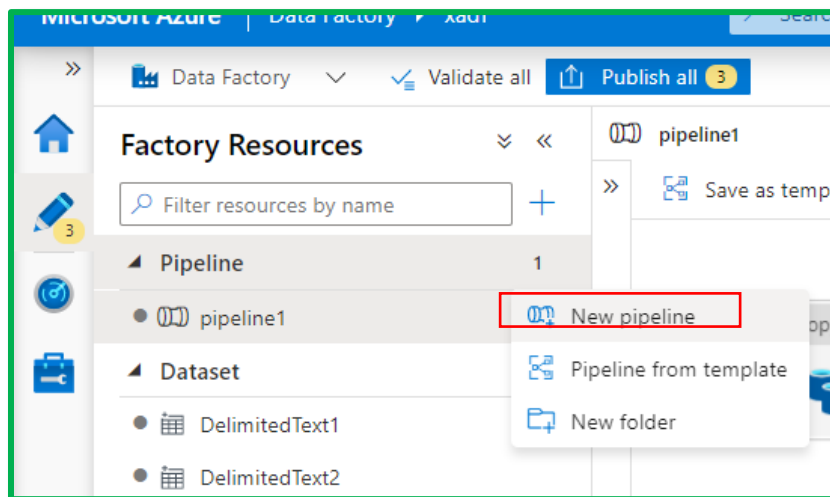 Microsoft Azure | Data Factory
Data Factory
Validate all
Publish all 3
Factory Resources
pipeline1
Filter resources by name
Save as temp
3
Pipeline 1
pipeline1
New pipeline
Pipeline from template
New folder
Dataset
DelimitedText1
DelimitedText2